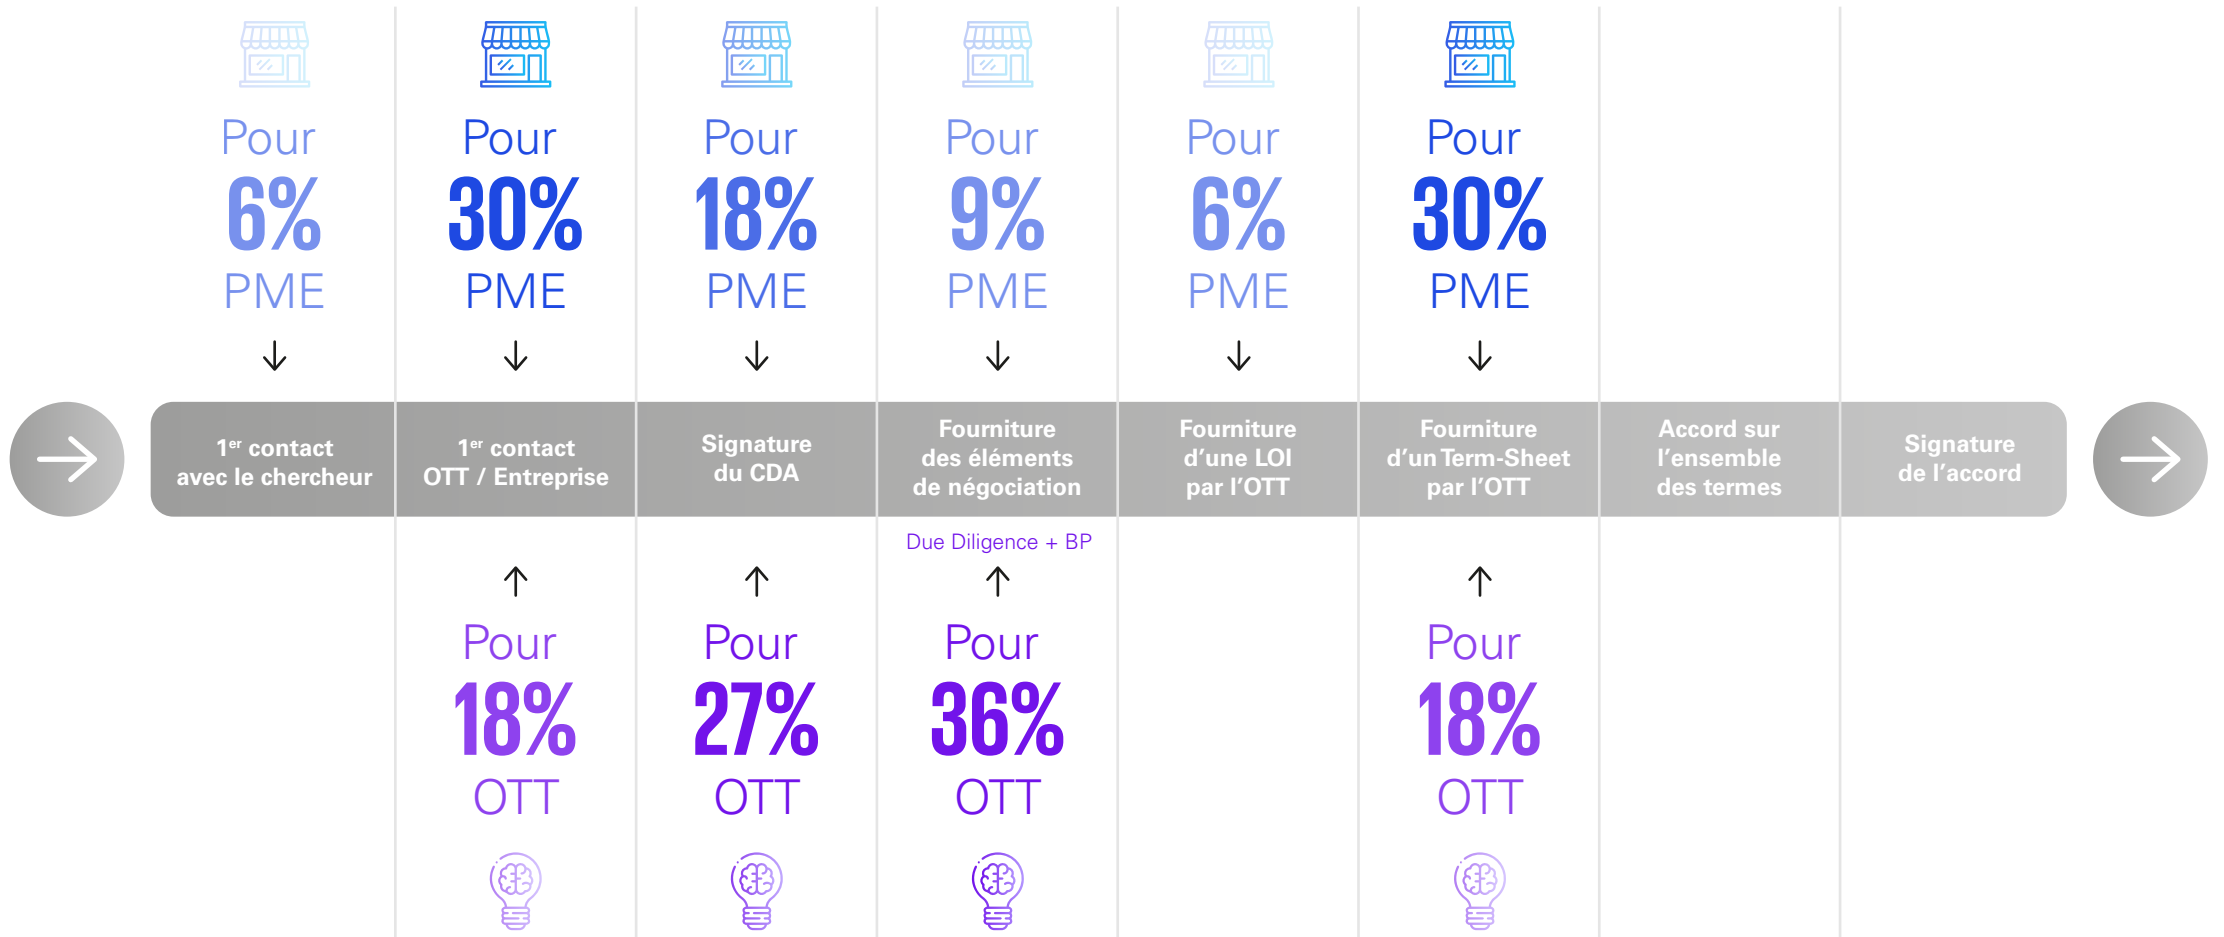 Pour
6%
PME
Pour
30%
PME
Pour
18%
PME
Pour
9%
PME
Pour
6%
PME
Pour
30%
PME
1er contact
avec le chercheur
1er contact
OTT / Entreprise
Signature
du CDA
Fourniture
des éléments
de négociation
Fourniture
d'une LOI
par l'OTT
Fourniture
d'un Term-Sheet
par l'OTT
Accord sur
l'ensemble
des termes
Signature
de l'accord
Due Diligence + BP
Pour
18%
OTT
Pour
27%
OTT
Pour
36%
OTT
Pour
18%
OTT